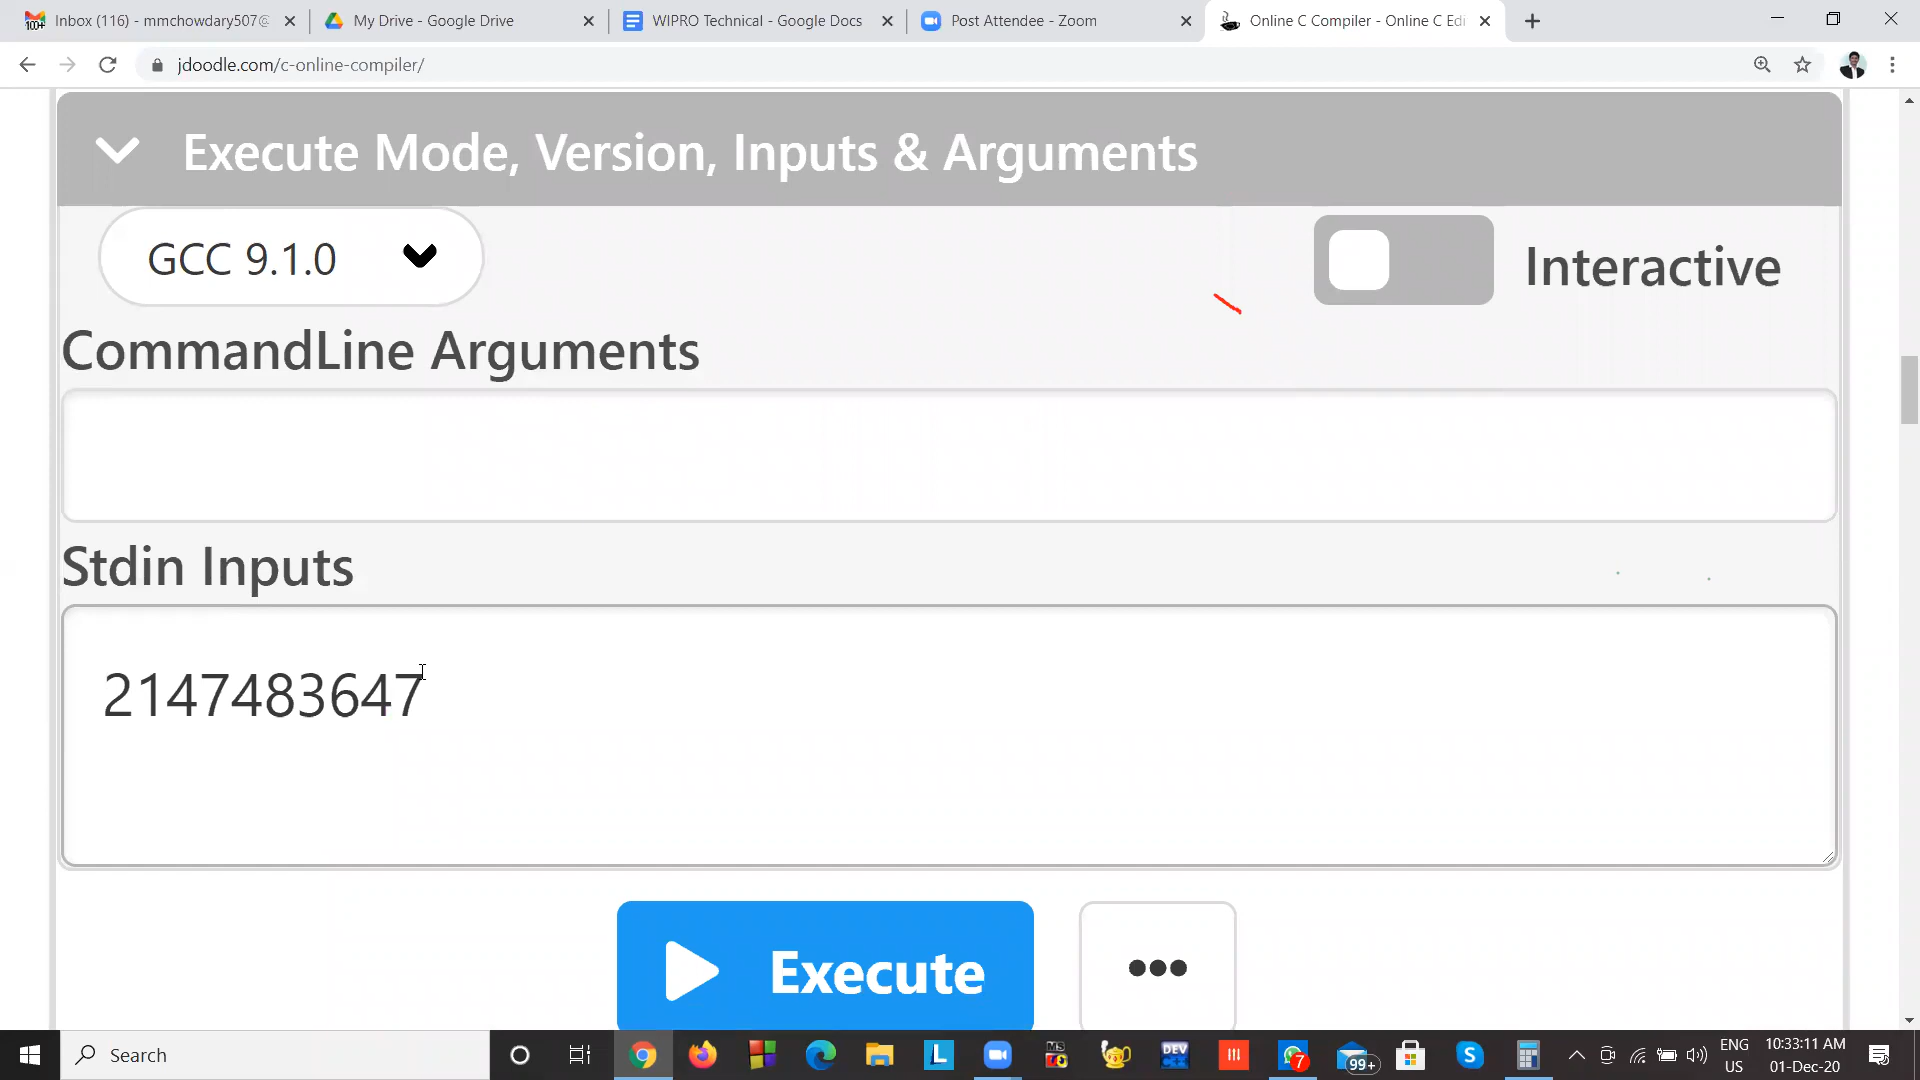 Inbox (116) - mmchowdary507@
My Drive - Google Drive
WIPRO Technical - Google Docs
Post Attendee - Zoom
Online C Compiler - Online C Edi
jdoodle.com/c-online-compiler/
Execute Mode, Version, Inputs & Arguments
GCC 9.1.0
Interactive
CommandLine Arguments
Stdin Inputs
2147483647
Execute
Search
L
DEV
7
99+
ENG
US
10:33:11 AM
01-Dec-20